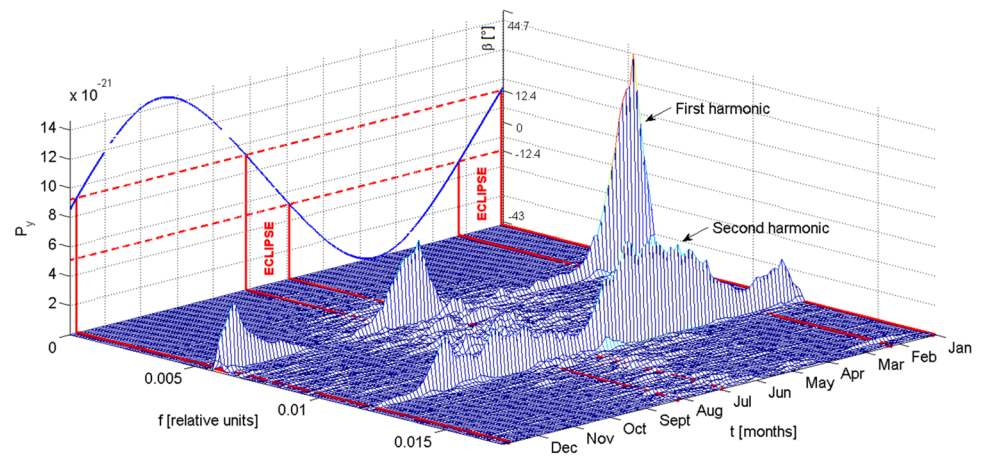 β [°]
44.7
12.4
0
-12.4
-43
x 10^-21
14
12
10
8
6
4
2
0
P_y
First harmonic
Second harmonic
ECLIPSE
ECLIPSE
0.005
0.01
0.015
f [relative units]
Dec
Nov
Oct
Sept
Aug
Jul
Jun
May
Apr
Mar
Feb
Jan
t [months]